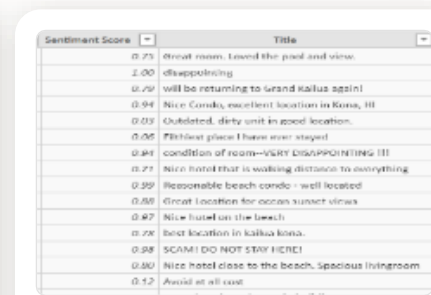 Sentiment Score Title
0.75 Great room. Loved the pool and view.
1.00 disappointing
0.79 will be returning to Grand Kailua again!
0.94 Nice Condo, excellent location in Kona, HI
0.03 Outdated, dirty unit in good location.
0.06 Filthiest place I have ever stayed
0.84 condition of room--VERY DISAPPOINTING !!!
0.71 Nice hotel that is walking distance to everything
0.99 Reasonable beach condo - well located
0.88 Great Location for ocean sunset views
0.87 Nice hotel on the beach
0.78 best location in kailua kona.
0.98 SCAM! DO NOT STAY HERE!
0.80 Nice hotel close to the beach. Spacious livingroom
0.12 Avoid at all cost